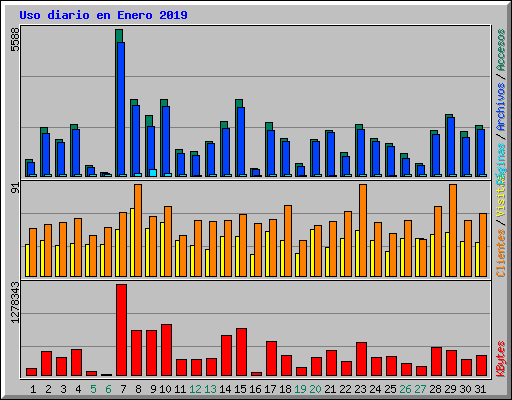 Uso diario en Enero 2019
5588
91
1278343
Accesos
/
Archivos
/
Páginas
/
Visitas
/
Clientes
KBytes
1 2 3 4 5 6 7 8 9 10 11 12 13 14 15 16 17 18 19 20 21 22 23 24 25 26 27 28 29 30 31